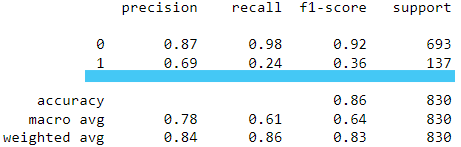 precision recall f1-score support
0 0.87 0.98 0.92 693
1 0.69 0.24 0.36 137
accuracy 0.86 830
macro avg 0.78 0.61 0.64 830
weighted avg 0.84 0.86 0.83 830